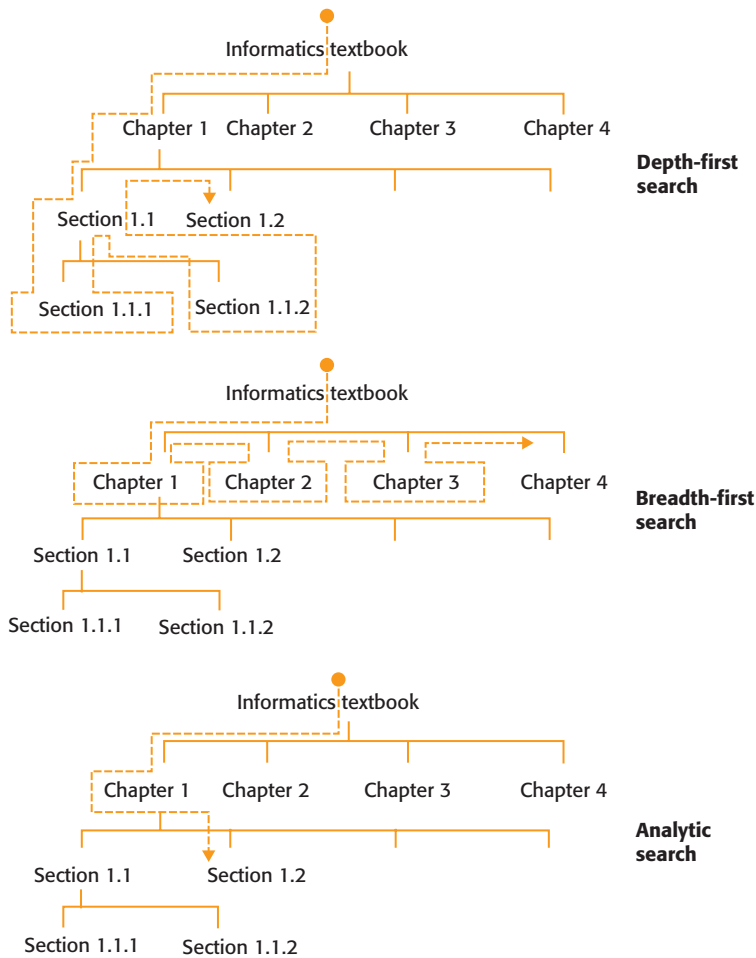 Informatics textbook
Chapter 1 Chapter 2 Chapter 3 Chapter 4
Depth-first
search
Section 1.1 Section 1.2
Section 1.1.1 Section 1.1.2
Informatics textbook
Chapter 1 Chapter 2 Chapter 3 Chapter 4
Breadth-first
search
Section 1.1 Section 1.2
Section 1.1.1 Section 1.1.2
Informatics textbook
Chapter 1 Chapter 2 Chapter 3 Chapter 4
Analytic
search
Section 1.1 Section 1.2
Section 1.1.1 Section 1.1.2